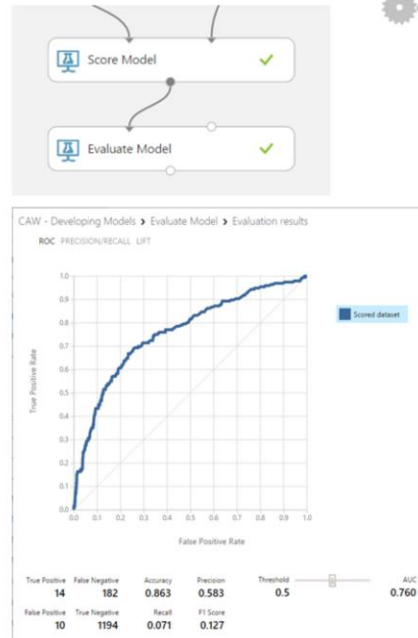 Score Model
Evaluate Model
CAW - Developing Models > Evaluate Model > Evaluation results
ROC PRECISION/RECALL LIFT
1.0
0.9
0.8
0.7
0.6
0.5
0.4
0.3
0.2
0.1
0.0
True Positive Rate
0.0 0.1 0.2 0.3 0.4 0.5 0.6 0.7 0.8 0.9 1.0
False Positive Rate
Scored dataset
True Positive False Negative Accuracy Precision Threshold AUC
14 182 0.863 0.583 0.5 0.760
False Positive True Negative Recall F1 Score
10 1194 0.071 0.127